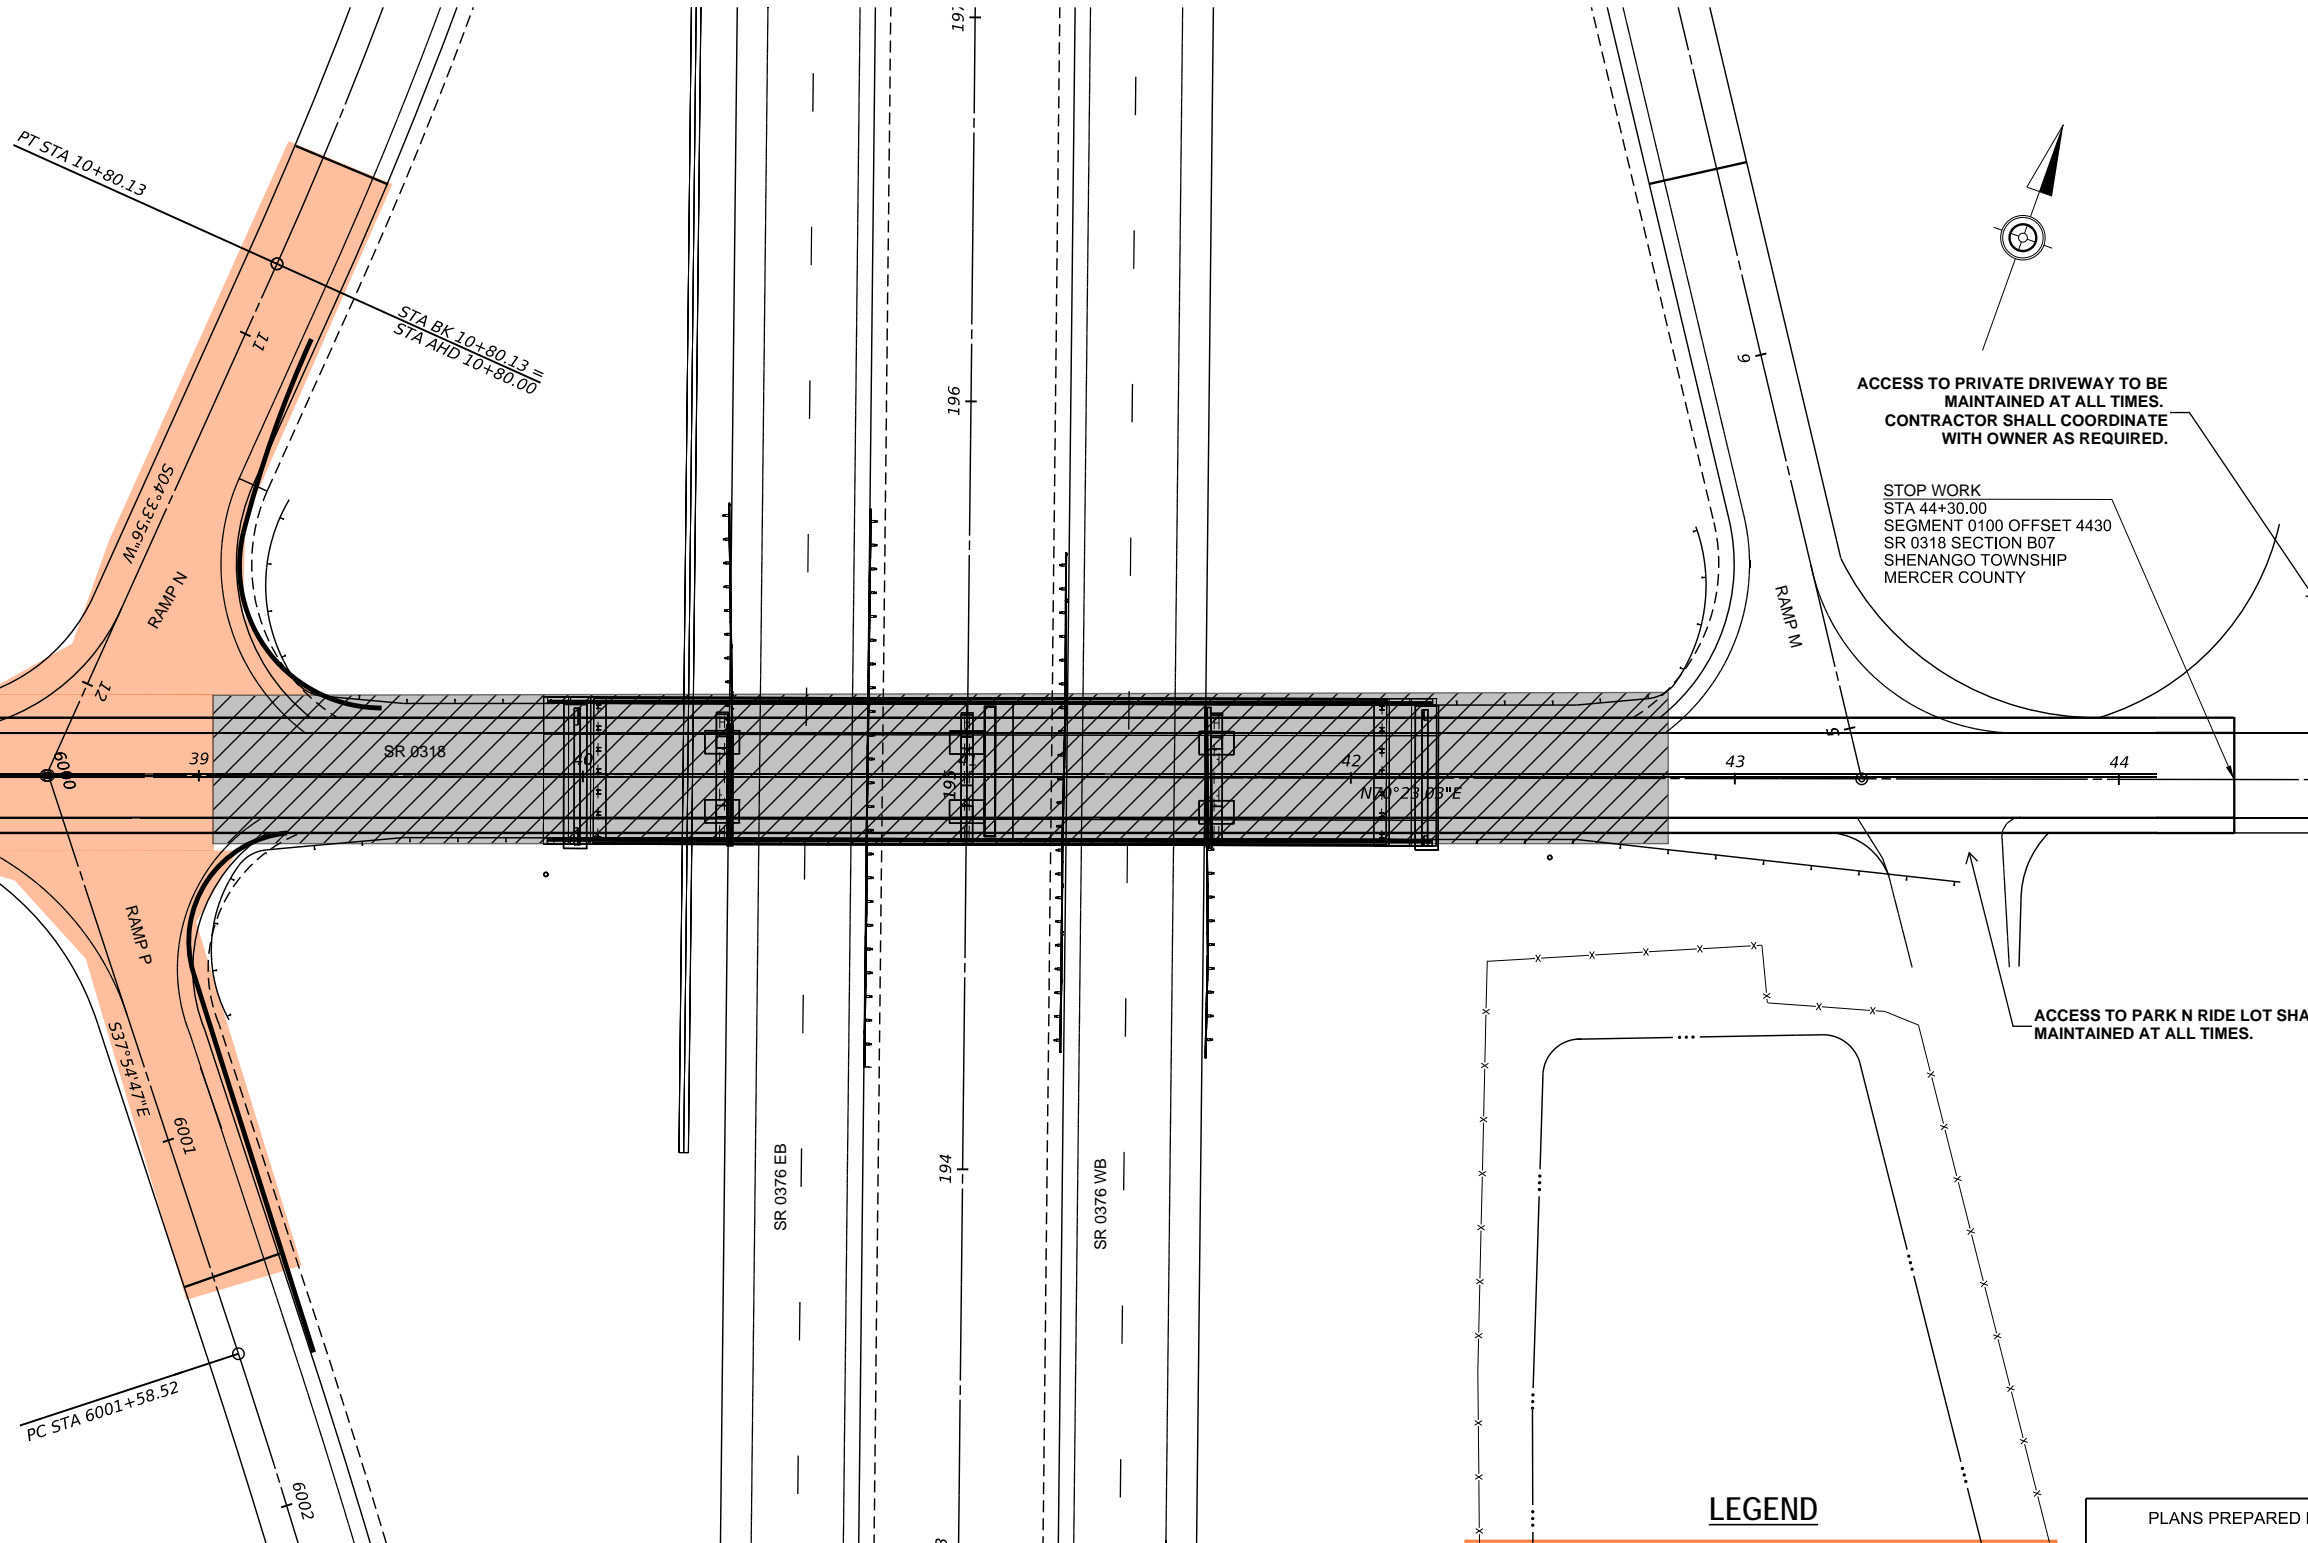 197
PT STA 10+80.13
STA BK 10+80.13 =
STA AHD 10+80.00
11
196
6
ACCESS TO PRIVATE DRIVEWAY TO BE
MAINTAINED AT ALL TIMES.
CONTRACTOR SHALL COORDINATE
WITH OWNER AS REQUIRED.
STOP WORK
STA 44+30.00
SEGMENT 0100 OFFSET 4430
SR 0318 SECTION B07
SHENANGO TOWNSHIP
MERCER COUNTY
S04°33'56"W
RAMP N
RAMP M
12
5
6000
39
SR 0318
40
41
195
42
N70°23'03"E
43
44
RAMP P
S37°54'47"E
6001
ACCESS TO PARK N RIDE LOT SHA
MAINTAINED AT ALL TIMES.
194
SR 0376 EB
SR 0376 WB
PC STA 6001+58.52
6002
LEGEND
PLANS PREPARED